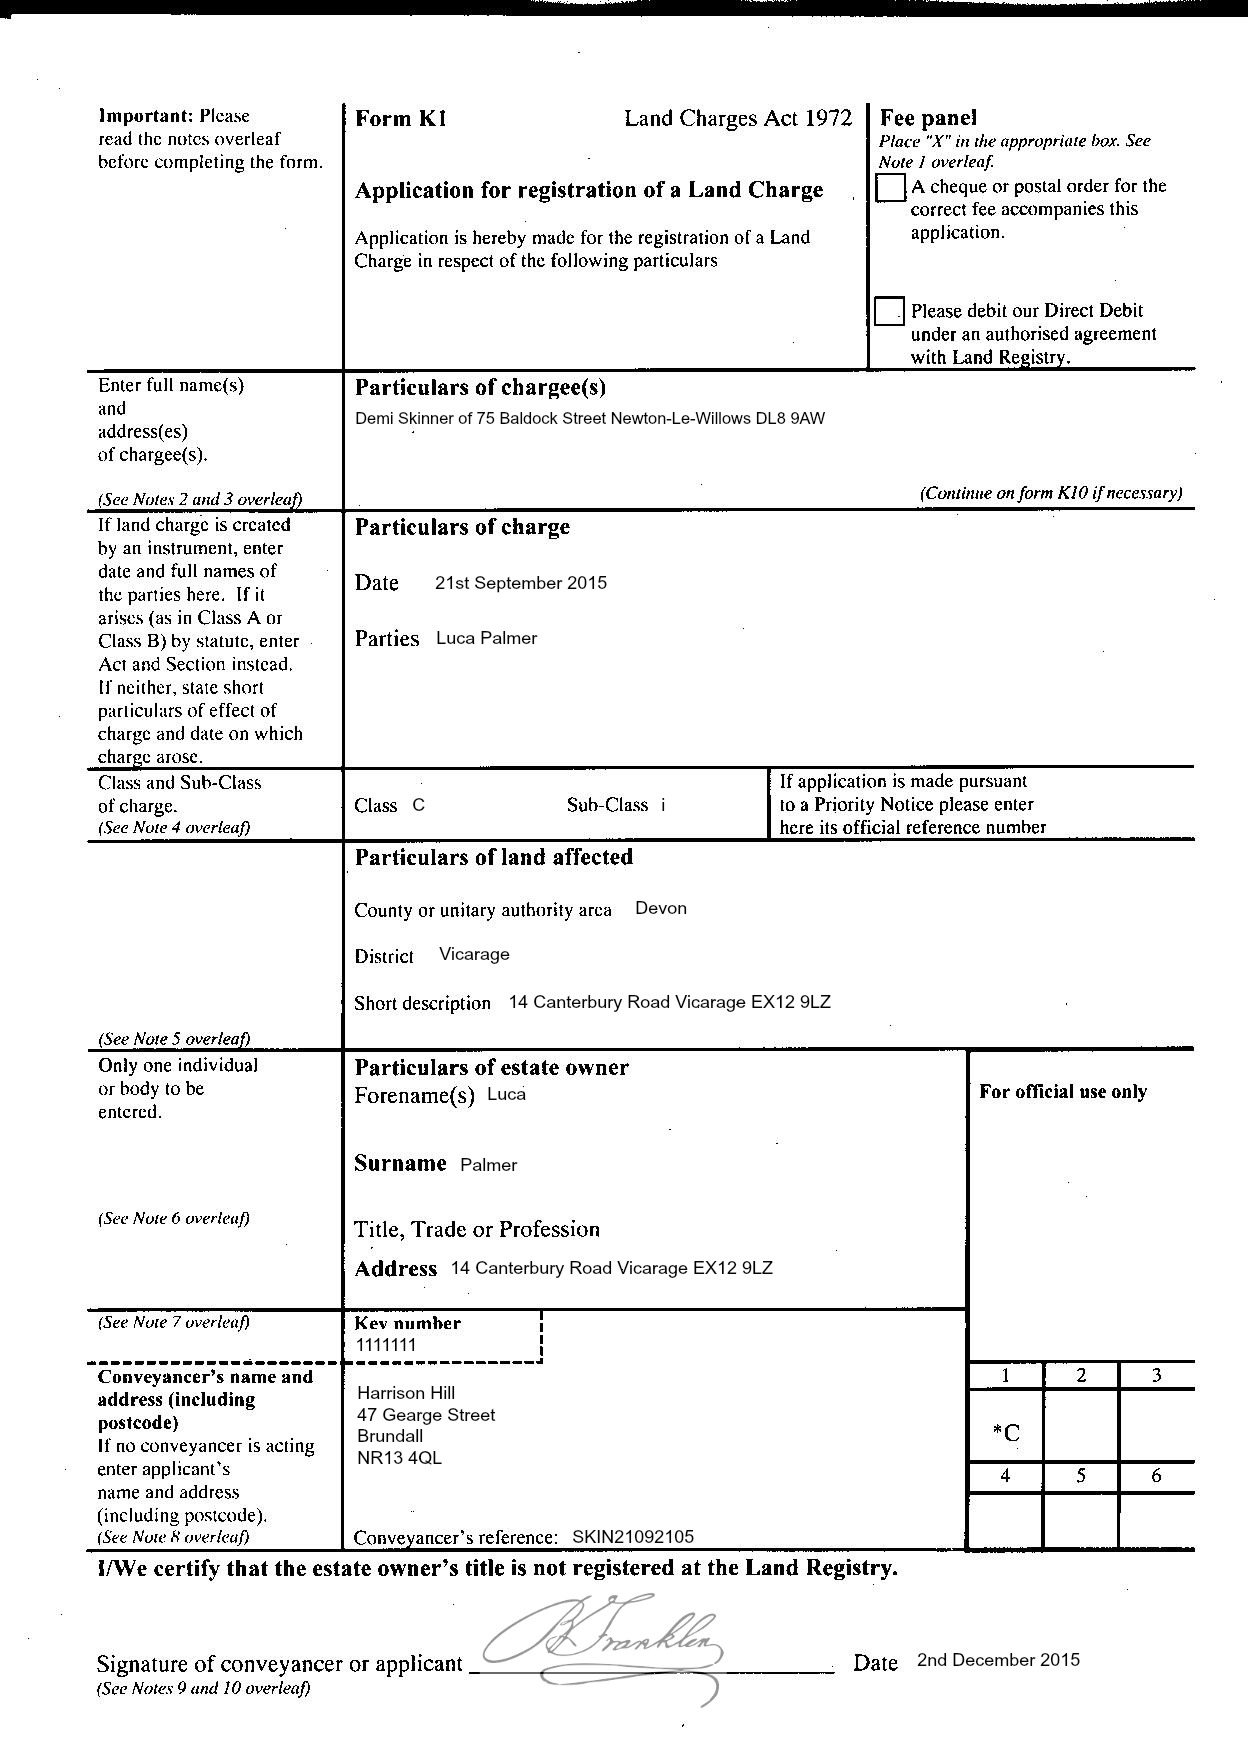 Important: Please
read the notes overleaf
before completing the form.
Form K1
Land Charges Act 1972
Application for registration of a Land Charge
Application is hereby made for the registration of a Land
Charge in respect of the following particulars
Fee panel
Place "X" in the appropriate box. See
Note 1 overleaf.
A cheque or postal order for the
correct fee accompanies this
application.
Please debit our Direct Debit
under an authorised agreement
with Land Registry.
Enter full name(s)
and
address(es)
of chargee(s).
(See Notes 2 and 3 overleaf)
Particulars of chargee(s)
Demi Skinner of 75 Baldock Street Newton-Le-Willows DL8 9AW
(Continue on form K10 if necessary)
If land charge is created
by an instrument, enter
date and full names of
the parties here. If it
arises (as in Class A or
Class B) by statute, enter
Act and Section instead.
If neither, state short
particulars of effect of
charge and date on which
charge arose.
Particulars of charge
Date 21st September 2015
Parties Luca Palmer
Class and Sub-Class
of charge.
(See Note 4 overleaf)
Class C Sub-Class i
If application is made pursuant
to a Priority Notice please enter
here its official reference number
Particulars of land affected
County or unitary authority area Devon
District Vicarage
Short description 14 Canterbury Road Vicarage EX12 9LZ
(See Note 5 overleaf)
Only one individual
or body to be
entered.
(See Note 6 overleaf)
Particulars of estate owner
Forename(s) Luca
Surname Palmer
Title, Trade or Profession
Address 14 Canterbury Road Vicarage EX12 9LZ
For official use only
(See Note 7 overleaf)
Key number
1111111
Conveyancer's name and
address (including
postcode)
If no conveyancer is acting
enter applicant's
name and address
(including postcode).
(See Note 8 overleaf)
Harrison Hill
47 Gearge Street
Brundall
NR13 4QL
Conveyancer's reference: SKIN21092105
1 2 3
*C
4 5 6
I/We certify that the estate owner's title is not registered at the Land Registry.
Signature of conveyancer or applicant B Franklin
Date 2nd December 2015
(See Notes 9 and 10 overleaf)